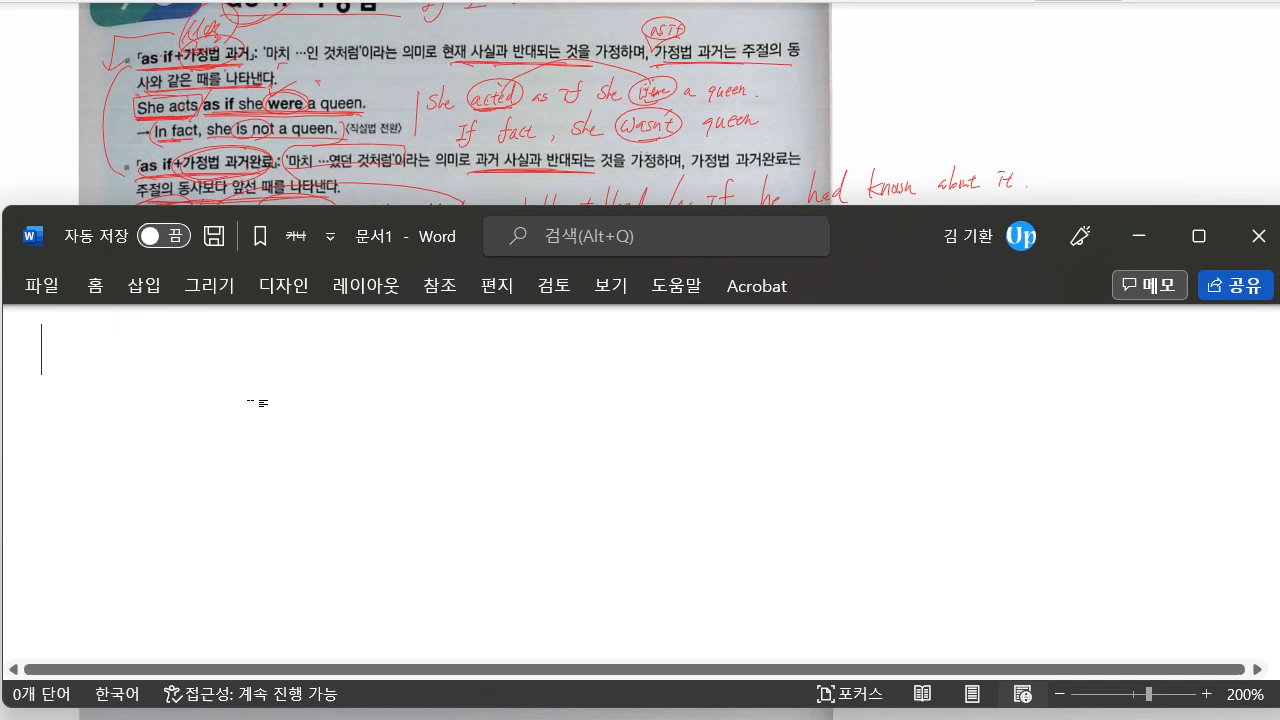 as if
「as if+가정법 과거」: '마치 …인 것처럼'이라는 의미로 현재 사실과 반대되는 것을 가정하며, 가정법 과거는 주절의 동
사와 같은 때를 나타낸다.
She acts as if she were a queen.
She acted as if she were a queen.
→ In fact, she is not a queen. 〈직설법 전환〉
If fact, she wasn't queen
「as if+가정법 과거완료」: '마치 …였던 것처럼'이라는 의미로 과거 사실과 반대되는 것을 가정하며, 가정법 과거완료는
주절의 동사보다 앞선 때를 나타낸다.
as if he had known about it.
자동 저장 끔 가나 문서1 - Word 검색(Alt+Q) 김 기환 Up
파일 홈 삽입 그리기 디자인 레이아웃 참조 편지 검토 보기 도움말 Acrobat 메모 공유
0개 단어 한국어 접근성: 계속 진행 가능 포커스 200%